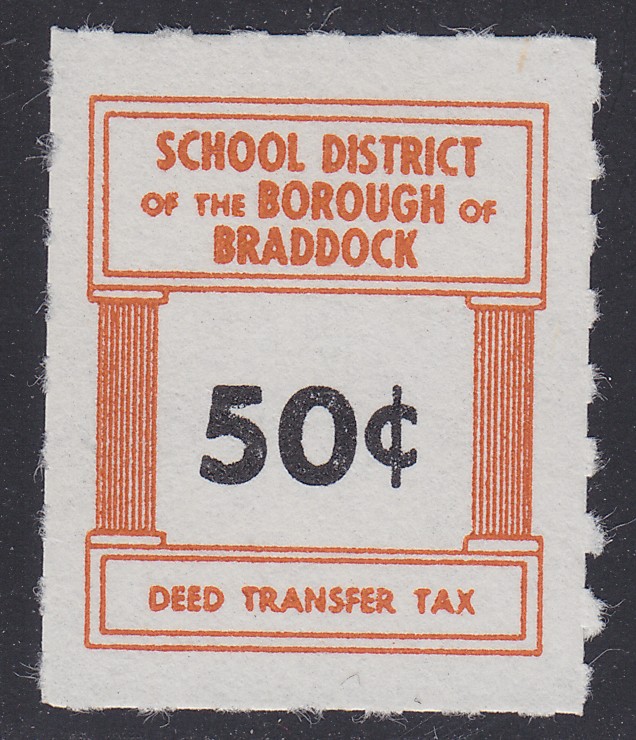 SCHOOL DISTRICT
OF THE BOROUGH OF
BRADDOCK
50¢
DEED TRANSFER TAX